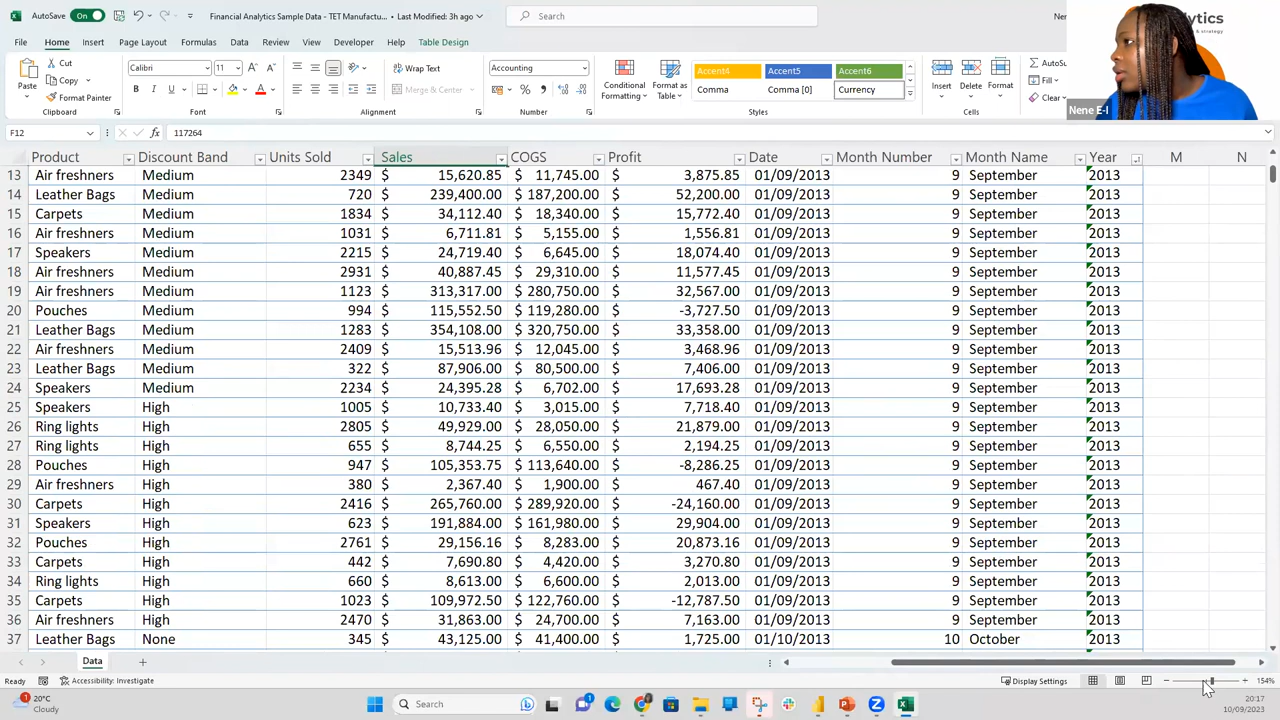 AutoSave On Financial Analytics Sample Data - TET Manufactu... • Last Modified: 3h ago Search Ner
alytics
& strategy
File Home Insert Page Layout Formulas Data Review View Developer Help Table Design
Cut Calibri 11 Wrap Text Accounting Accent4 Accent5 Accent6 AutoSu
Copy Fill
Paste Format Painter B I U Merge & Center Conditional Formatting Format as Table Comma Comma [0] Currency Insert Delete Format Clear
Clipboard Font Alignment Number Styles Cells
Nene E-I
F12 fx 117264
Product Discount Band Units Sold Sales COGS Profit Date Month Number Month Name Year M N
13 Air freshners Medium 2349 $ 15,620.85 $ 11,745.00 $ 3,875.85 01/09/2013 9 September 2013
14 Leather Bags Medium 720 $ 239,400.00 $ 187,200.00 $ 52,200.00 01/09/2013 9 September 2013
15 Carpets Medium 1834 $ 34,112.40 $ 18,340.00 $ 15,772.40 01/09/2013 9 September 2013
16 Air freshners Medium 1031 $ 6,711.81 $ 5,155.00 $ 1,556.81 01/09/2013 9 September 2013
17 Speakers Medium 2215 $ 24,719.40 $ 6,645.00 $ 18,074.40 01/09/2013 9 September 2013
18 Air freshners Medium 2931 $ 40,887.45 $ 29,310.00 $ 11,577.45 01/09/2013 9 September 2013
19 Air freshners Medium 1123 $ 313,317.00 $ 280,750.00 $ 32,567.00 01/09/2013 9 September 2013
20 Pouches Medium 994 $ 115,552.50 $ 119,280.00 $ -3,727.50 01/09/2013 9 September 2013
21 Leather Bags Medium 1283 $ 354,108.00 $ 320,750.00 $ 33,358.00 01/09/2013 9 September 2013
22 Air freshners Medium 2409 $ 15,513.96 $ 12,045.00 $ 3,468.96 01/09/2013 9 September 2013
23 Leather Bags Medium 322 $ 87,906.00 $ 80,500.00 $ 7,406.00 01/09/2013 9 September 2013
24 Speakers Medium 2234 $ 24,395.28 $ 6,702.00 $ 17,693.28 01/09/2013 9 September 2013
25 Speakers High 1005 $ 10,733.40 $ 3,015.00 $ 7,718.40 01/09/2013 9 September 2013
26 Ring lights High 2805 $ 49,929.00 $ 28,050.00 $ 21,879.00 01/09/2013 9 September 2013
27 Ring lights High 655 $ 8,744.25 $ 6,550.00 $ 2,194.25 01/09/2013 9 September 2013
28 Pouches High 947 $ 105,353.75 $ 113,640.00 $ -8,286.25 01/09/2013 9 September 2013
29 Air freshners High 380 $ 2,367.40 $ 1,900.00 $ 467.40 01/09/2013 9 September 2013
30 Carpets High 2416 $ 265,760.00 $ 289,920.00 $ -24,160.00 01/09/2013 9 September 2013
31 Speakers High 623 $ 191,884.00 $ 161,980.00 $ 29,904.00 01/09/2013 9 September 2013
32 Pouches High 2761 $ 29,156.16 $ 8,283.00 $ 20,873.16 01/09/2013 9 September 2013
33 Carpets High 442 $ 7,690.80 $ 4,420.00 $ 3,270.80 01/09/2013 9 September 2013
34 Ring lights High 660 $ 8,613.00 $ 6,600.00 $ 2,013.00 01/09/2013 9 September 2013
35 Carpets High 1023 $ 109,972.50 $ 122,760.00 $ -12,787.50 01/09/2013 9 September 2013
36 Air freshners High 2470 $ 31,863.00 $ 24,700.00 $ 7,163.00 01/09/2013 9 September 2013
37 Leather Bags None 345 $ 43,125.00 $ 41,400.00 $ 1,725.00 01/10/2013 10 October 2013
Data
Ready Accessibility: Investigate Display Settings 154%
1 20°C Cloudy Search 20:17
10/09/2023